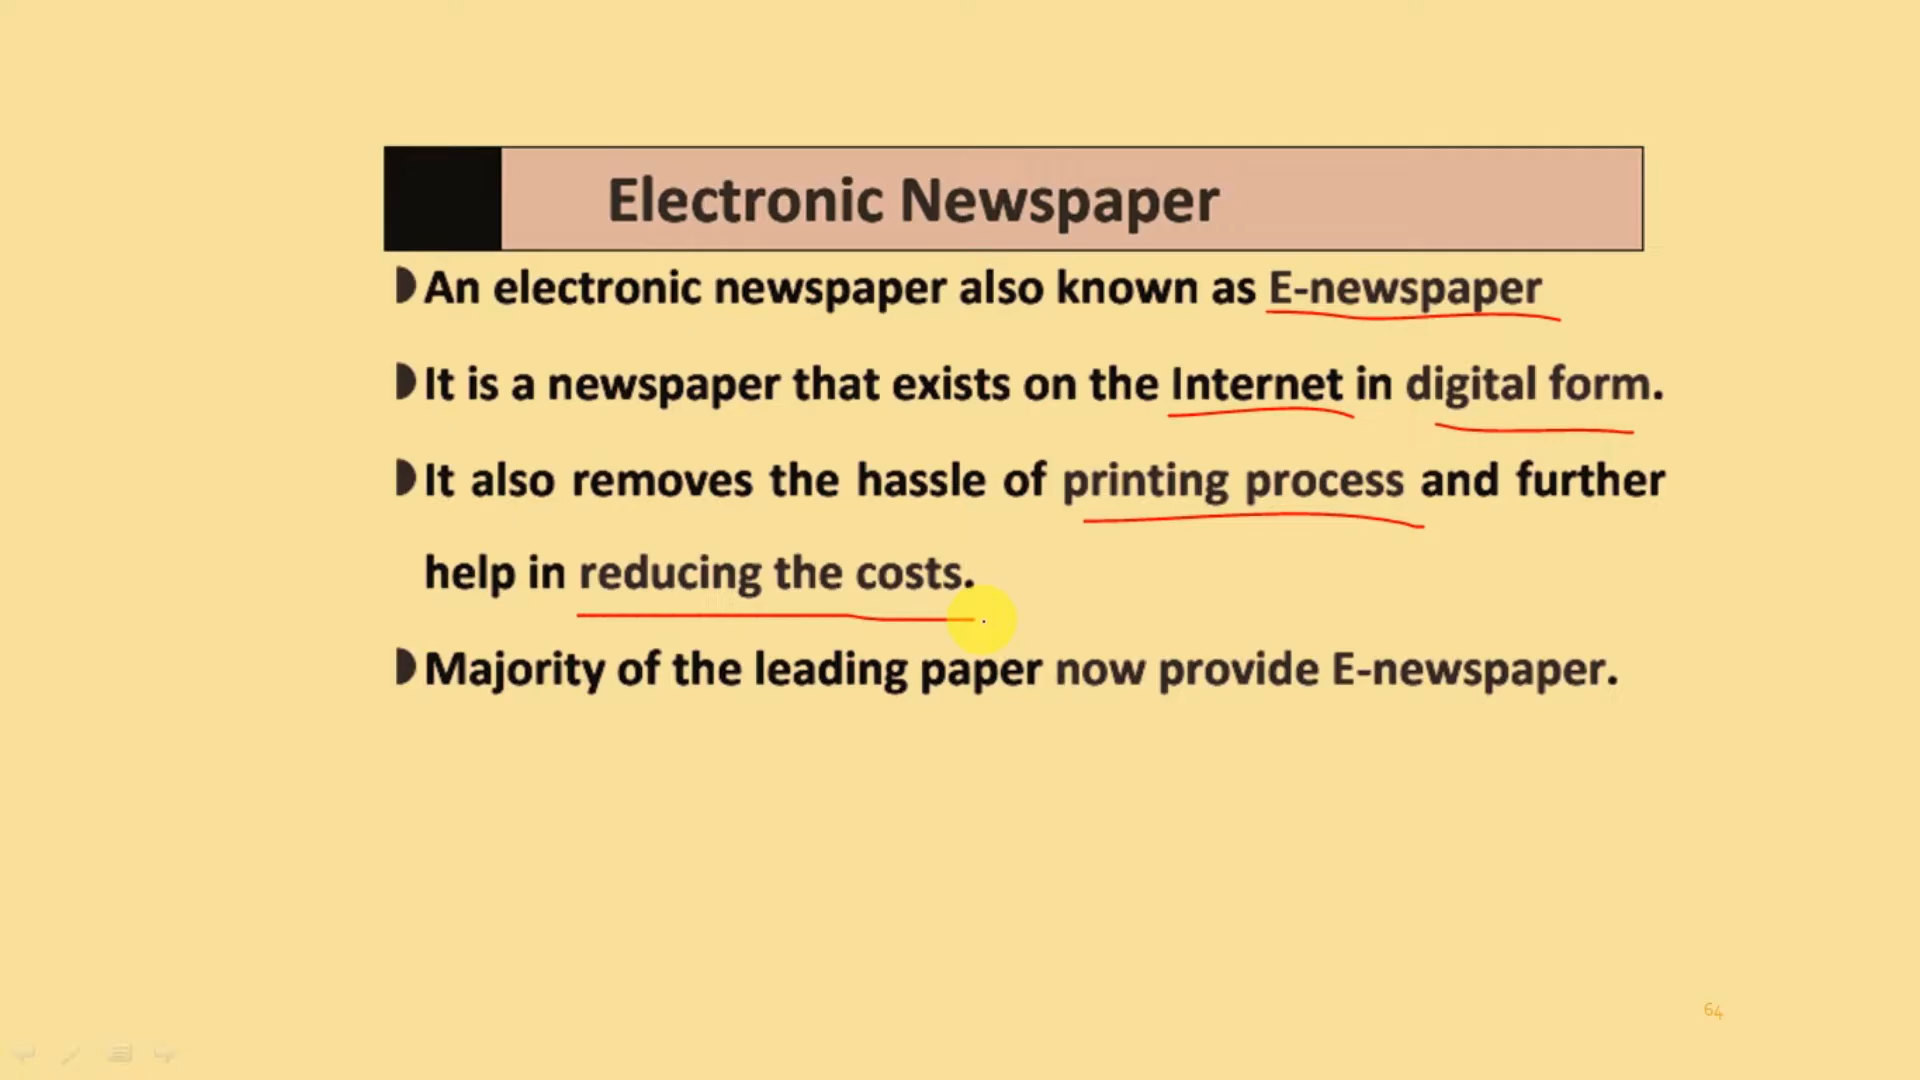 Electronic Newspaper
An electronic newspaper also known as E-newspaper
It is a newspaper that exists on the Internet in digital form.
It also removes the hassle of printing process and further
help in reducing the costs.
Majority of the leading paper now provide E-newspaper.
64